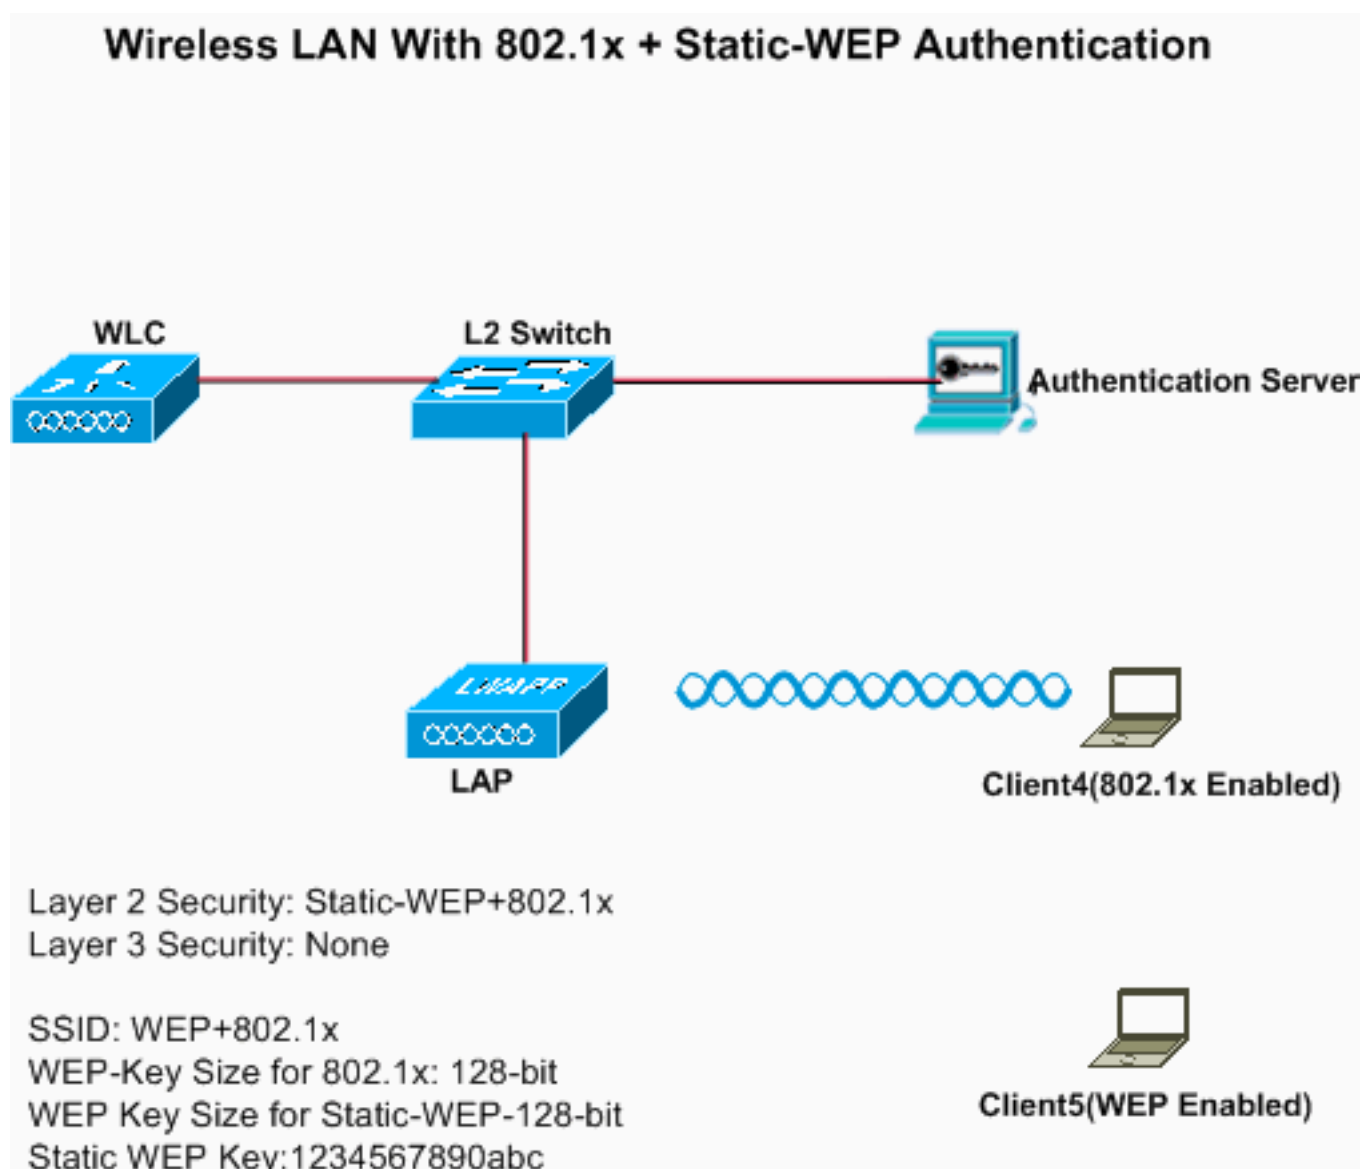 Wireless LAN With 802.1x + Static-WEP Authentication
WLC
L2 Switch
Authentication Server
LWAPP
LAP
Client4(802.1x Enabled)
Layer 2 Security: Static-WEP+802.1x
Layer 3 Security: None
SSID: WEP+802.1x
WEP-Key Size for 802.1x: 128-bit
WEP Key Size for Static-WEP-128-bit
Static WEP Key:1234567890abc
Client5(WEP Enabled)